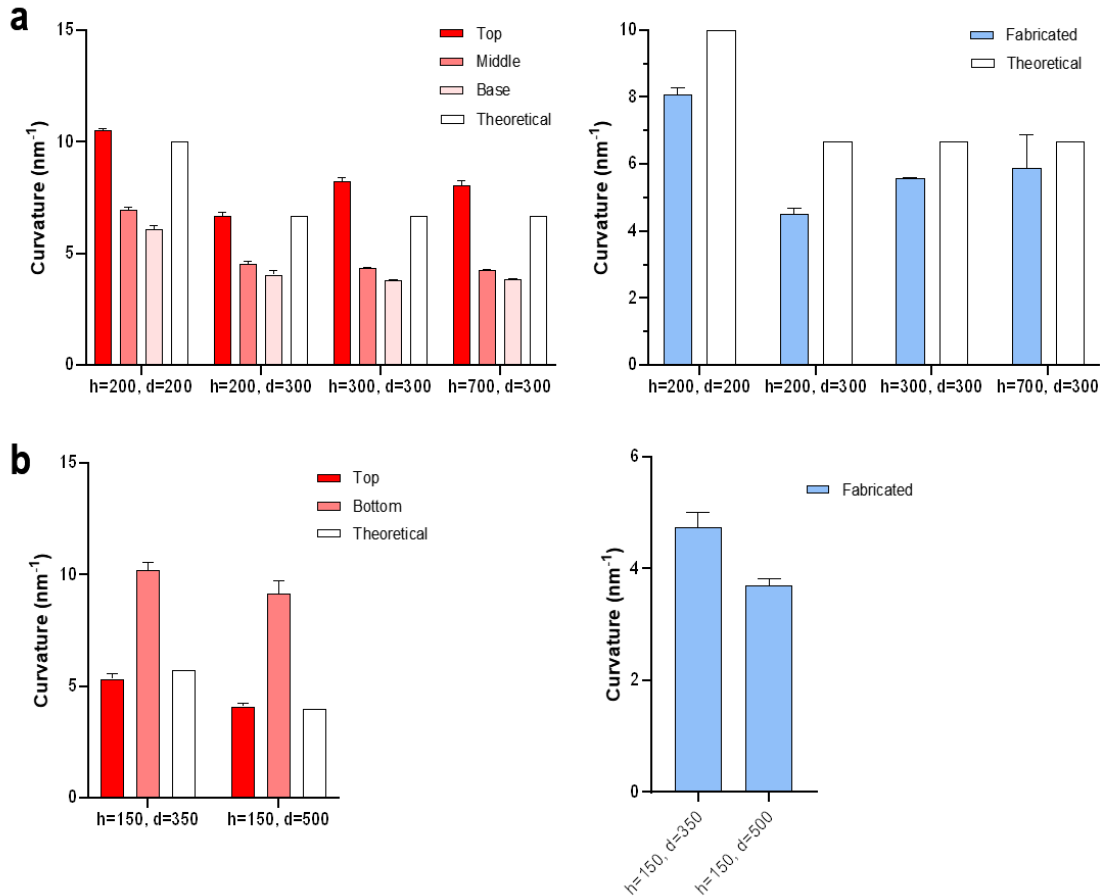 a
Curvature (nm⁻¹)
15
10
5
0
Top
Middle
Base
Theoretical
h=200, d=200
h=200, d=300
h=300, d=300
h=700, d=300
Curvature (nm⁻¹)
10
8
6
4
2
0
Fabricated
Theoretical
h=200, d=200
h=200, d=300
h=300, d=300
h=700, d=300
b
Curvature (nm⁻¹)
15
10
5
0
Top
Bottom
Theoretical
h=150, d=350
h=150, d=500
Curvature (nm⁻¹)
6
4
2
0
Fabricated
h=150, d=350
h=150, d=500